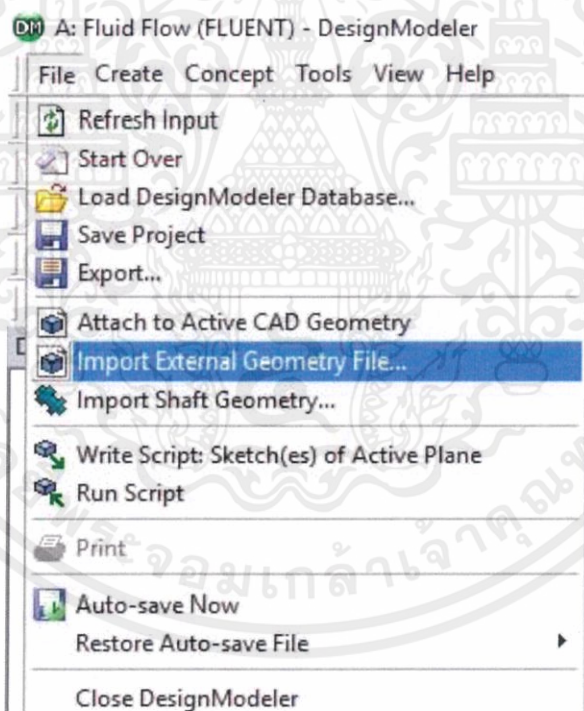 DM A: Fluid Flow (FLUENT) - DesignModeler
File Create Concept Tools View Help
Refresh Input
Start Over
Load DesignModeler Database...
Save Project
Export...
Attach to Active CAD Geometry
Import External Geometry File...
Import Shaft Geometry...
Write Script: Sketch(es) of Active Plane
Run Script
Print
Auto-save Now
Restore Auto-save File
Close DesignModeler